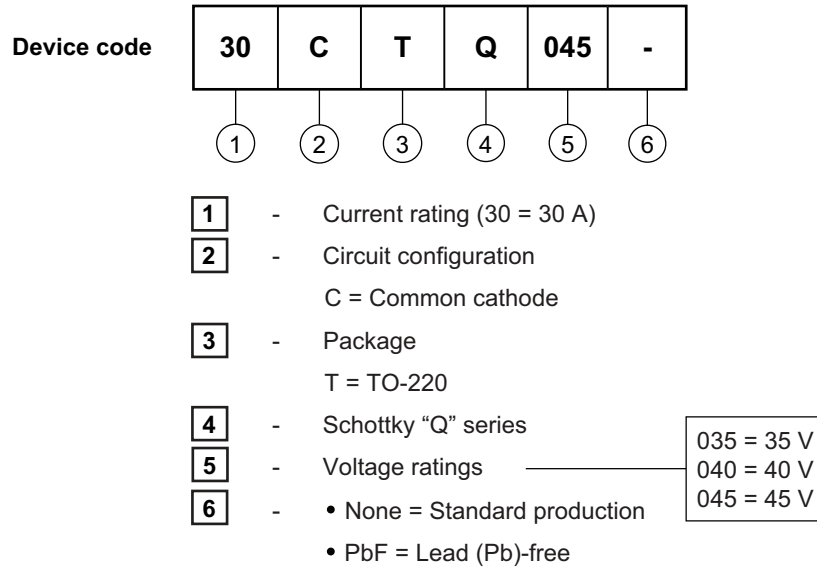 Device code 30 C T Q 045 -
1 2 3 4 5 6
1 - Current rating (30 = 30 A)
2 - Circuit configuration
C = Common cathode
3 - Package
T = TO-220
4 - Schottky “Q” series
5 - Voltage ratings
035 = 35 V
040 = 40 V
045 = 45 V
6 - • None = Standard production
• PbF = Lead (Pb)-free